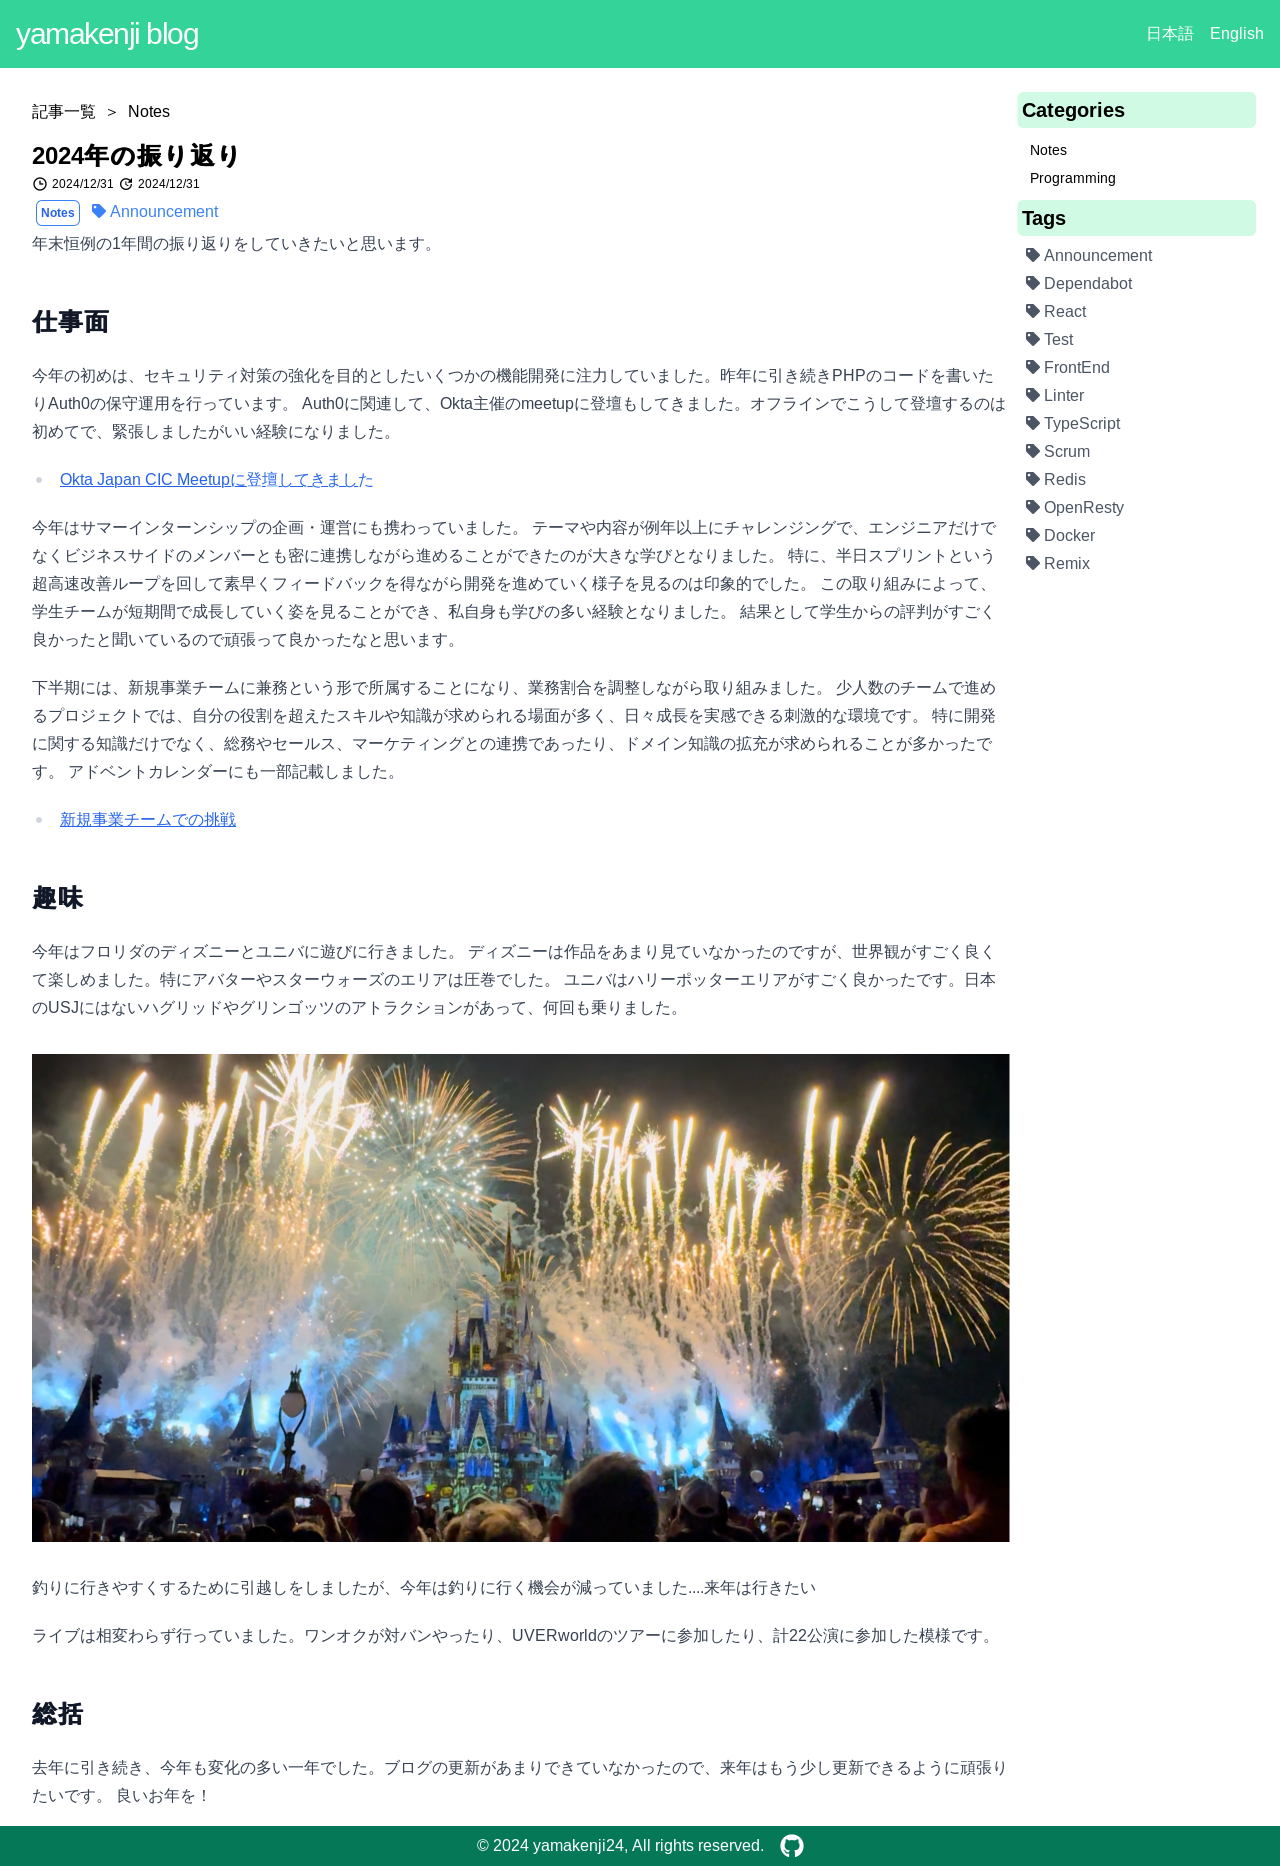 yamakenji blog
日本語 English
記事一覧 ＞ Notes
2024年の振り返り
2024/12/31 2024/12/31
Notes Announcement
年末恒例の1年間の振り返りをしていきたいと思います。
仕事面
今年の初めは、セキュリティ対策の強化を目的としたいくつかの機能開発に注力していました。昨年に引き続きPHPのコードを書いた
りAuth0の保守運用を行っています。 Auth0に関連して、Okta主催のmeetupに登壇もしてきました。オフラインでこうして登壇するのは
初めてで、緊張しましたがいい経験になりました。
Okta Japan CIC Meetupに登壇してきました
今年はサマーインターンシップの企画・運営にも携わっていました。 テーマや内容が例年以上にチャレンジングで、エンジニアだけで
なくビジネスサイドのメンバーとも密に連携しながら進めることができたのが大きな学びとなりました。 特に、半日スプリントという
超高速改善ループを回して素早くフィードバックを得ながら開発を進めていく様子を見るのは印象的でした。 この取り組みによって、
学生チームが短期間で成長していく姿を見ることができ、私自身も学びの多い経験となりました。 結果として学生からの評判がすごく
良かったと聞いているので頑張って良かったなと思います。
下半期には、新規事業チームに兼務という形で所属することになり、業務割合を調整しながら取り組みました。 少人数のチームで進め
るプロジェクトでは、自分の役割を超えたスキルや知識が求められる場面が多く、日々成長を実感できる刺激的な環境です。 特に開発
に関する知識だけでなく、総務やセールス、マーケティングとの連携であったり、ドメイン知識の拡充が求められることが多かったで
す。 アドベントカレンダーにも一部記載しました。
新規事業チームでの挑戦
趣味
今年はフロリダのディズニーとユニバに遊びに行きました。 ディズニーは作品をあまり見ていなかったのですが、世界観がすごく良く
て楽しめました。特にアバターやスターウォーズのエリアは圧巻でした。 ユニバはハリーポッターエリアがすごく良かったです。日本
のUSJにはないハグリッドやグリンゴッツのアトラクションがあって、何回も乗りました。
釣りに行きやすくするために引越しをしましたが、今年は釣りに行く機会が減っていました....来年は行きたい
ライブは相変わらず行っていました。ワンオクが対バンやったり、UVERworldのツアーに参加したり、計22公演に参加した模様です。
総括
去年に引き続き、今年も変化の多い一年でした。ブログの更新があまりできていなかったので、来年はもう少し更新できるように頑張り
たいです。 良いお年を！
Categories
Notes
Programming
Tags
Announcement
Dependabot
React
Test
FrontEnd
Linter
TypeScript
Scrum
Redis
OpenResty
Docker
Remix
© 2024 yamakenji24, All rights reserved.